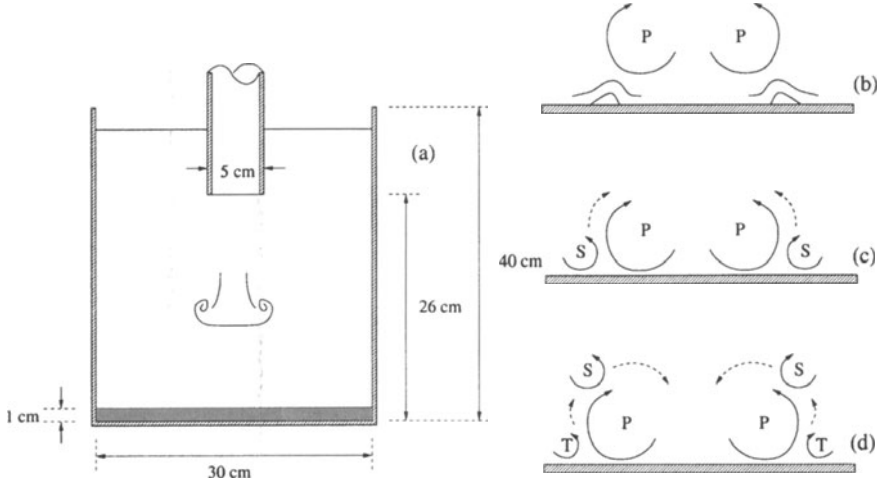 (a)
5 cm
26 cm
40 cm
1 cm
30 cm
P P
(b)
S P P S
(c)
S S
T P P T
(d)